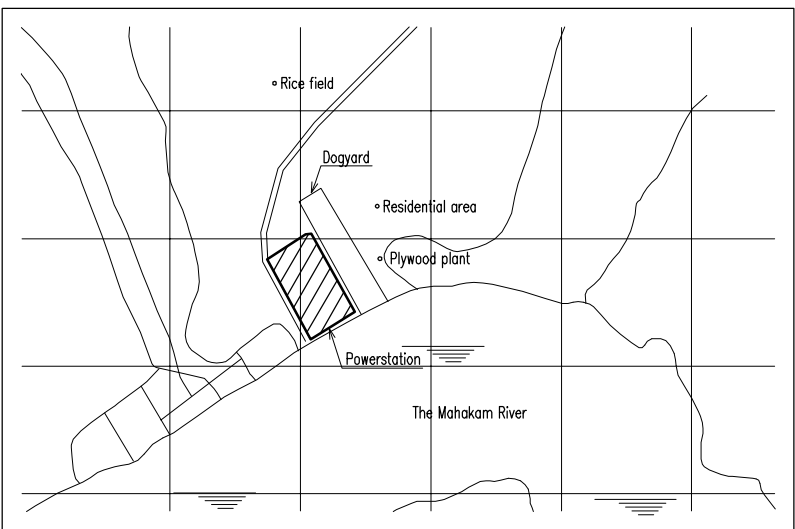 Rice field
Dogyard
Residential area
Plywood plant
Powerstation
The Mahakam River